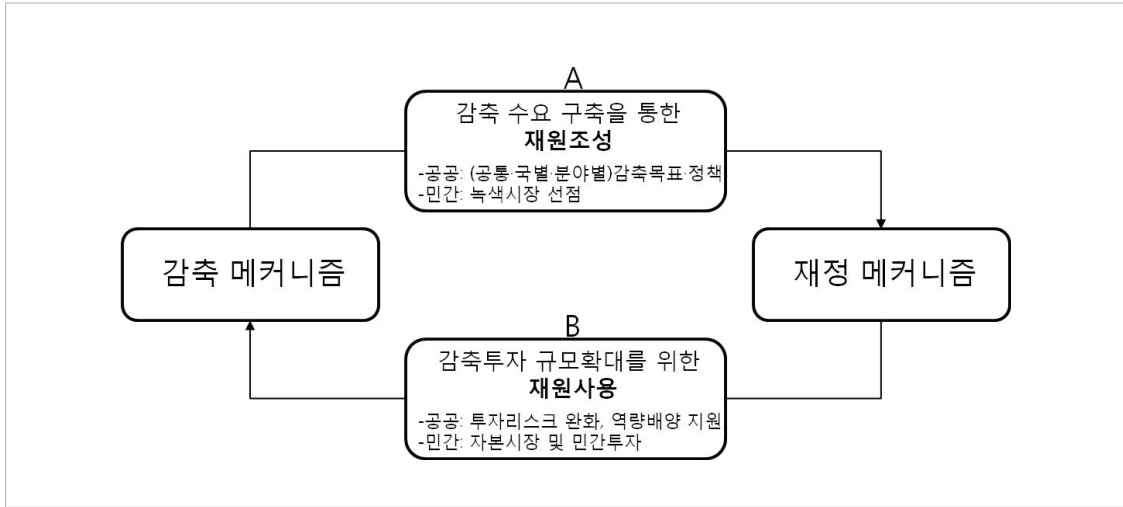 A
감축 수요 구축을 통한
재원조성
-공공: (공통·국별·분야별)감축목표·정책
-민간: 녹색시장 선점
감축 메커니즘
재정 메커니즘
B
감축투자 규모확대를 위한
재원사용
-공공: 투자리스크 완화, 역량배양 지원
-민간: 자본시장 및 민간투자